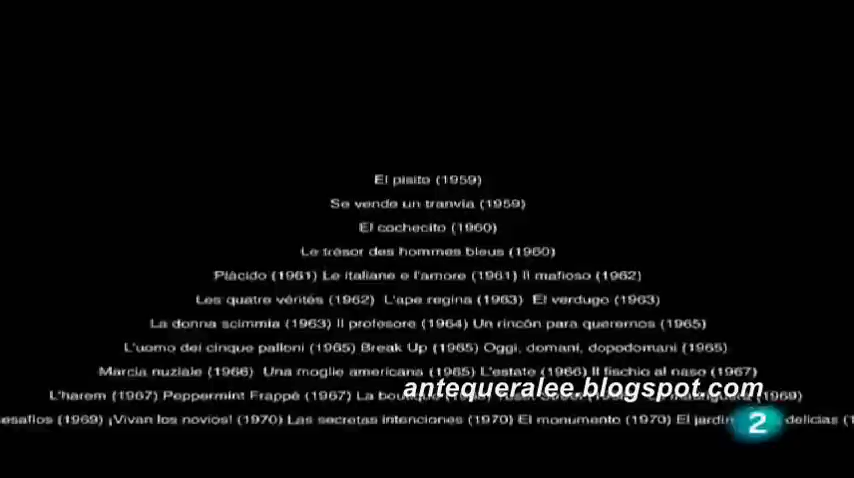 El pisito (1959)
Se vende un tranvía (1959)
El cochecito (1960)
Le trésor des hommes bleus (1960)
Plácido (1961) Le italiane e l'amore (1961) Il mafioso (1962)
Les quatre vérités (1962) L'ape regina (1963) El verdugo (1963)
La donna scimmia (1963) Il profesore (1964) Un rincón para querernos (1965)
L'uomo dei cinque palloni (1965) Break Up (1965) Oggi, domani, dopodomani (1965)
Marcia nuziale (1966) Una moglie americana (1965) L'estate (1966) Il fischio al naso (1967)
antequeralee.blogspot.com
L'harem (1967) Peppermint Frappé (1967) La (1969)
(1969) ¡Vivan los novios! (1970) Las secretas intenciones (1970) El monumento (1970) El jardín delicias
2